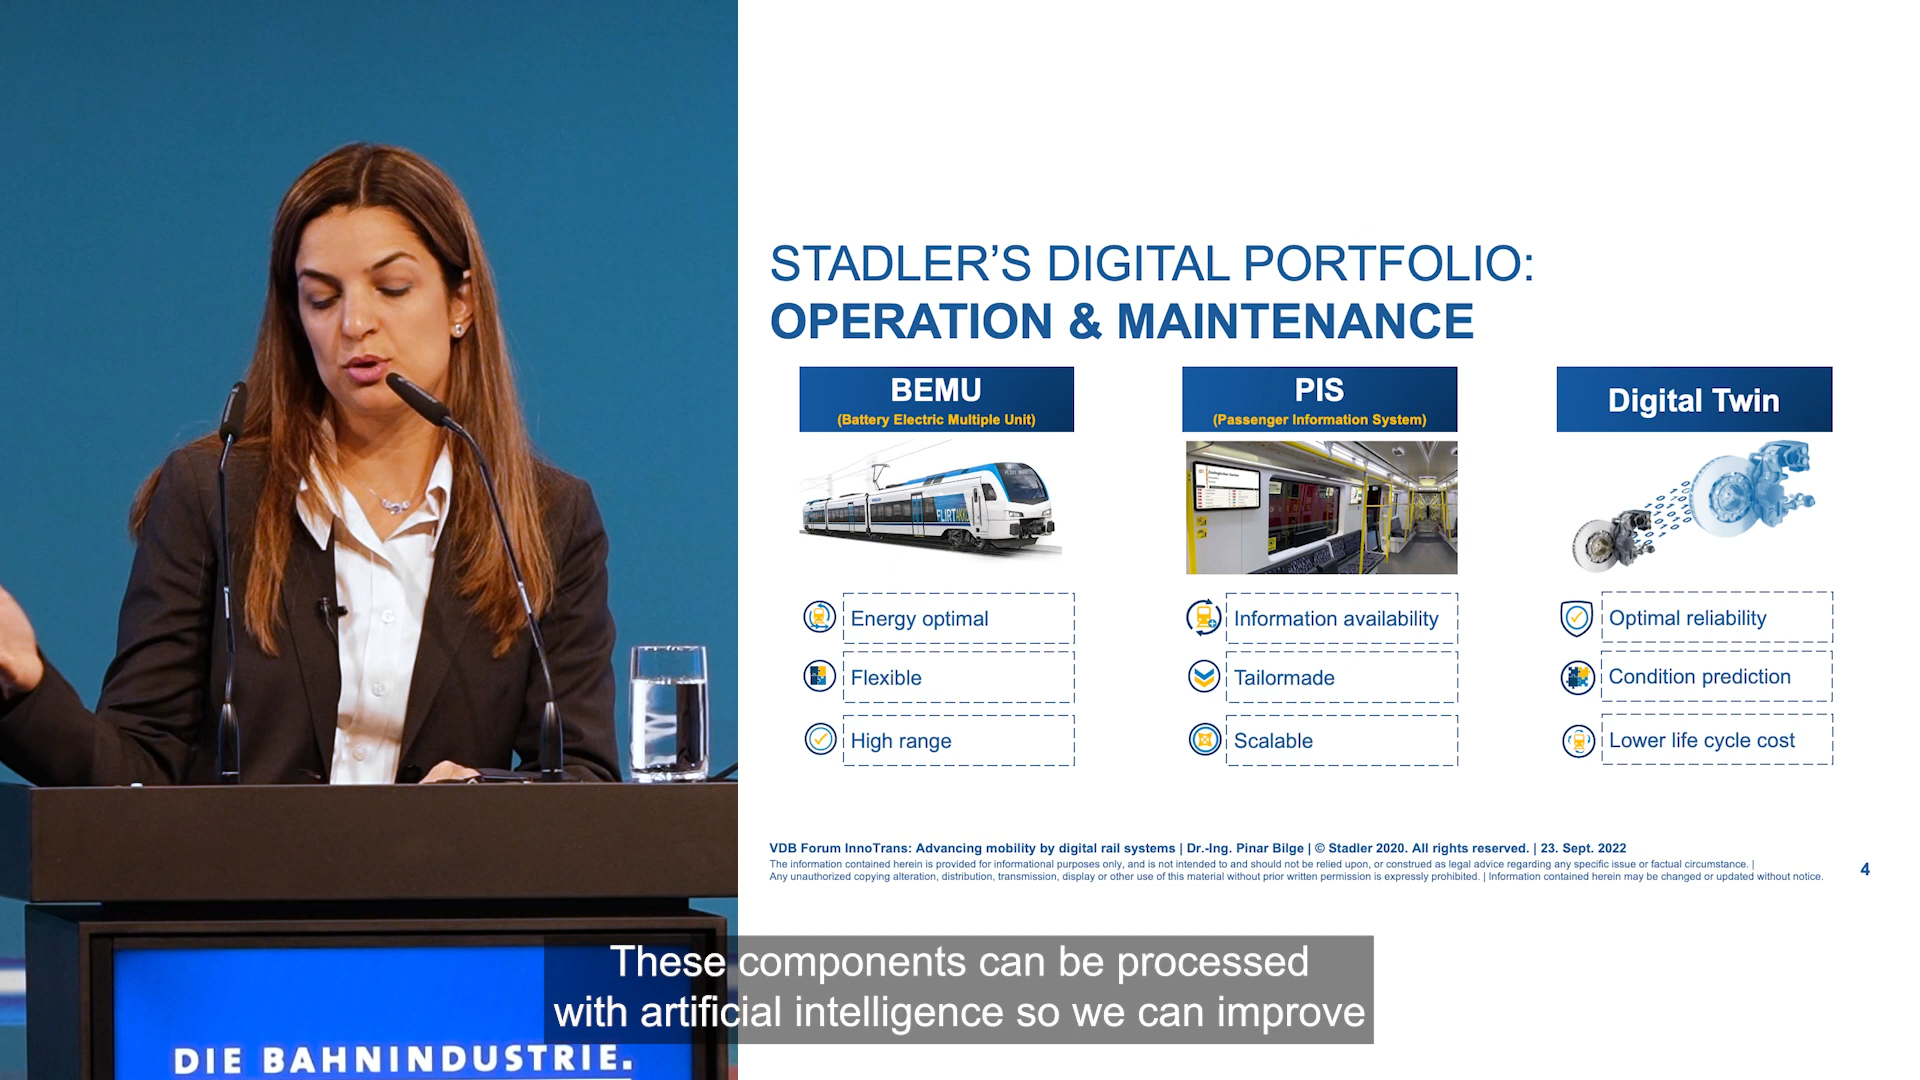 STADLER’S DIGITAL PORTFOLIO:
OPERATION & MAINTENANCE
BEMU
(Battery Electric Multiple Unit)
PIS
(Passenger Information System)
Digital Twin
FLIRT AKKU
Energy optimal
Flexible
High range
Information availability
Tailormade
Scalable
Optimal reliability
Condition prediction
Lower life cycle cost
VDB Forum InnoTrans: Advancing mobility by digital rail systems | Dr.-Ing. Pinar Bilge | © Stadler 2020. All rights reserved. | 23. Sept. 2022
The information contained herein is provided for informational purposes only, and is not intended to and should not be relied upon, or construed as legal advice regarding any specific issue or factual circumstance. |
Any unauthorized copying alteration, distribution, transmission, display or other use of this material without prior written permission is expressly prohibited. | Information contained herein may be changed or updated without notice.
4
These components can be processed
with artificial intelligence so we can improve
DIE BAHNINDUSTRIE.